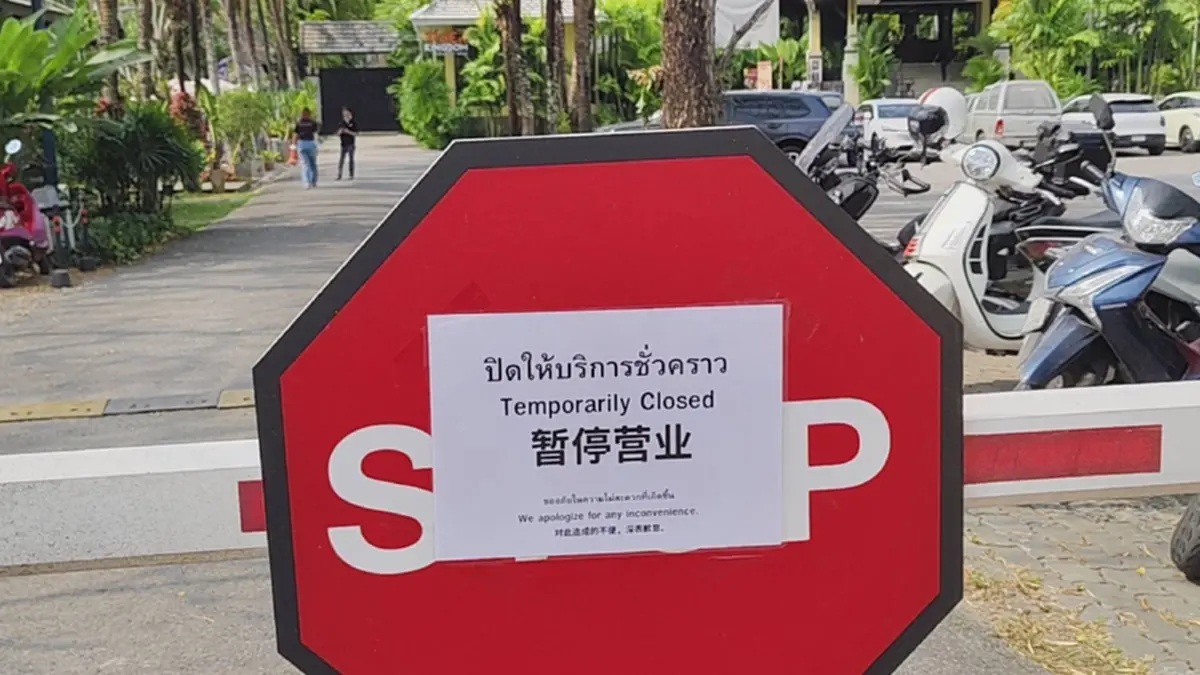 KINGDOM
ปิดให้บริการชั่วคราว
Temporarily Closed
暂停营业
S P
ขออภัยในความไม่สะดวกที่เกิดขึ้น
We apologize for any inconvenience.
对此造成的不便，深表歉意。